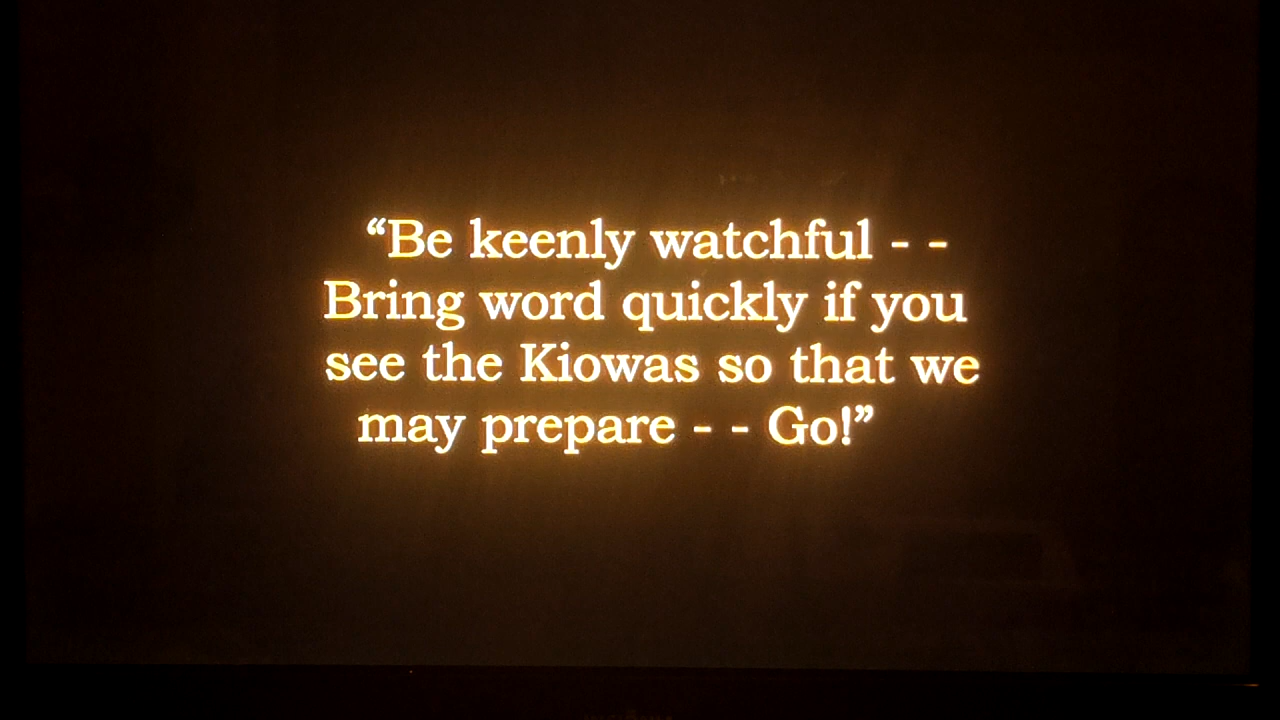 “Be keenly watchful - -
Bring word quickly if you
see the Kiowas so that we
may prepare - - Go!”